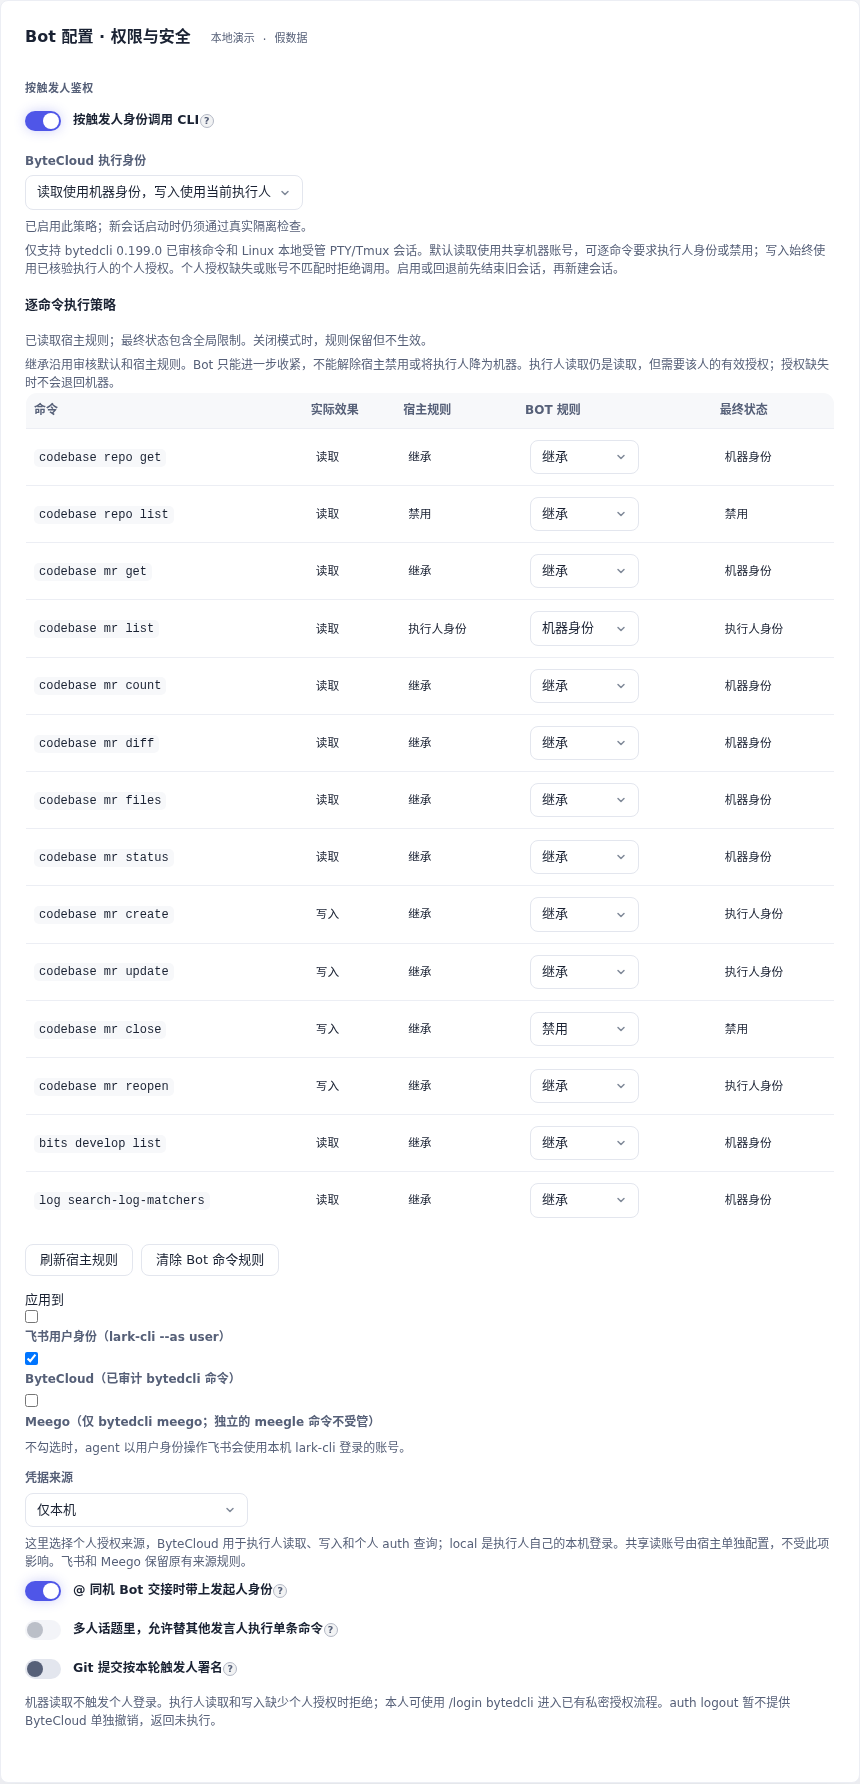 Bot 配置 · 权限与安全 本地演示 · 假数据
按触发人鉴权
按触发人身份调用 CLI ?
ByteCloud 执行身份
读取使用机器身份，写入使用当前执行人
已启用此策略；新会话启动时仍须通过真实隔离检查。
仅支持 bytedcli 0.199.0 已审核命令和 Linux 本地受管 PTY/Tmux 会话。默认读取使用共享机器账号，可逐命令要求执行人身份或禁用；写入始终使
用已核验执行人的个人授权。个人授权缺失或账号不匹配时拒绝调用。启用或回退前先结束旧会话，再新建会话。
逐命令执行策略
已读取宿主规则；最终状态包含全局限制。关闭模式时，规则保留但不生效。
继承沿用审核默认和宿主规则。Bot 只能进一步收紧，不能解除宿主禁用或将执行人降为机器。执行人读取仍是读取，但需要该人的有效授权；授权缺失
时不会退回机器。
命令 实际效果 宿主规则 BOT 规则 最终状态
codebase repo get 读取 继承 继承 机器身份
codebase repo list 读取 禁用 继承 禁用
codebase mr get 读取 继承 继承 机器身份
codebase mr list 读取 执行人身份 机器身份 执行人身份
codebase mr count 读取 继承 继承 机器身份
codebase mr diff 读取 继承 继承 机器身份
codebase mr files 读取 继承 继承 机器身份
codebase mr status 读取 继承 继承 机器身份
codebase mr create 写入 继承 继承 执行人身份
codebase mr update 写入 继承 继承 执行人身份
codebase mr close 写入 继承 禁用 禁用
codebase mr reopen 写入 继承 继承 执行人身份
bits develop list 读取 继承 继承 机器身份
log search-log-matchers 读取 继承 继承 机器身份
刷新宿主规则 清除 Bot 命令规则
应用到
飞书用户身份（lark-cli --as user）
ByteCloud（已审计 bytedcli 命令）
Meego（仅 bytedcli meego；独立的 meegle 命令不受管）
不勾选时，agent 以用户身份操作飞书会使用本机 lark-cli 登录的账号。
凭据来源
仅本机
这里选择个人授权来源，ByteCloud 用于执行人读取、写入和个人 auth 查询；local 是执行人自己的本机登录。共享读账号由宿主单独配置，不受此项
影响。飞书和 Meego 保留原有来源规则。
@ 同机 Bot 交接时带上发起人身份 ?
多人话题里，允许替其他发言人执行单条命令 ?
Git 提交按本轮触发人署名 ?
机器读取不触发个人登录。执行人读取和写入缺少个人授权时拒绝；本人可使用 /login bytedcli 进入已有私密授权流程。auth logout 暂不提供
ByteCloud 单独撤销，返回未执行。